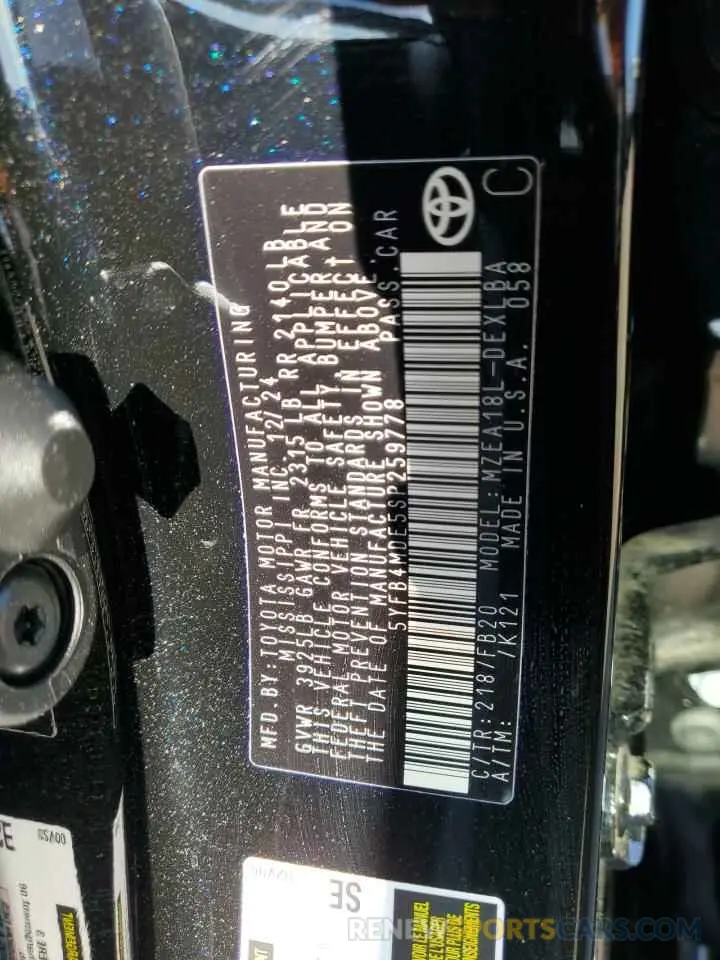 MFD. BY: TOYOTA MOTOR MANUFACTURING
MISSISSIPPI INC. 12/24
GVWR 3925LB GAWR FR 2315 LB RR 2140 LB
THIS VEHICLE CONFORMS TO ALL APPLICABLE
FEDERAL MOTOR VEHICLE SAFETY, BUMPER AND
THEFT PREVENTION STANDARDS IN EFFECT ON
THE DATE OF MANUFACTURE SHOWN ABOVE.
5YFB4MDE5SP259778 PASS.CAR
C/TR: 218/FB20 MODEL: MZEA18L-DEXLBA
A/TM: /K121 MADE IN U.S.A. 058
C
SE
RENEWSPORTSCARS.COM